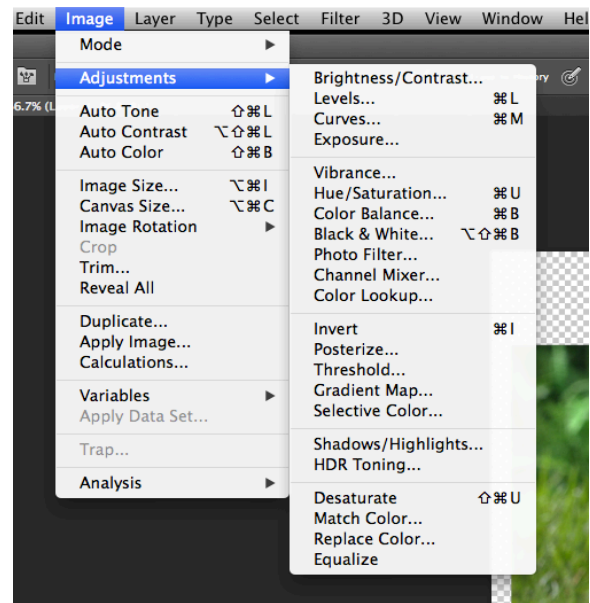 Edit Image Layer Type Select Filter 3D View Window Hel
Mode ▶
Adjustments ▶
6.7% (L
Auto Tone ⇧⌘L
Auto Contrast ⌥⇧⌘L
Auto Color ⇧⌘B
Image Size... ⌥⌘I
Canvas Size... ⌥⌘C
Image Rotation ▶
Crop
Trim...
Reveal All
Duplicate...
Apply Image...
Calculations...
Variables ▶
Apply Data Set...
Trap...
Analysis ▶
Brightness/Contrast...
Levels... ⌘L
Curves... ⌘M
Exposure...
Vibrance...
Hue/Saturation... ⌘U
Color Balance... ⌘B
Black & White... ⌥⇧⌘B
Photo Filter...
Channel Mixer...
Color Lookup...
Invert ⌘I
Posterize...
Threshold...
Gradient Map...
Selective Color...
Shadows/Highlights...
HDR Toning...
Desaturate ⇧⌘U
Match Color...
Replace Color...
Equalize